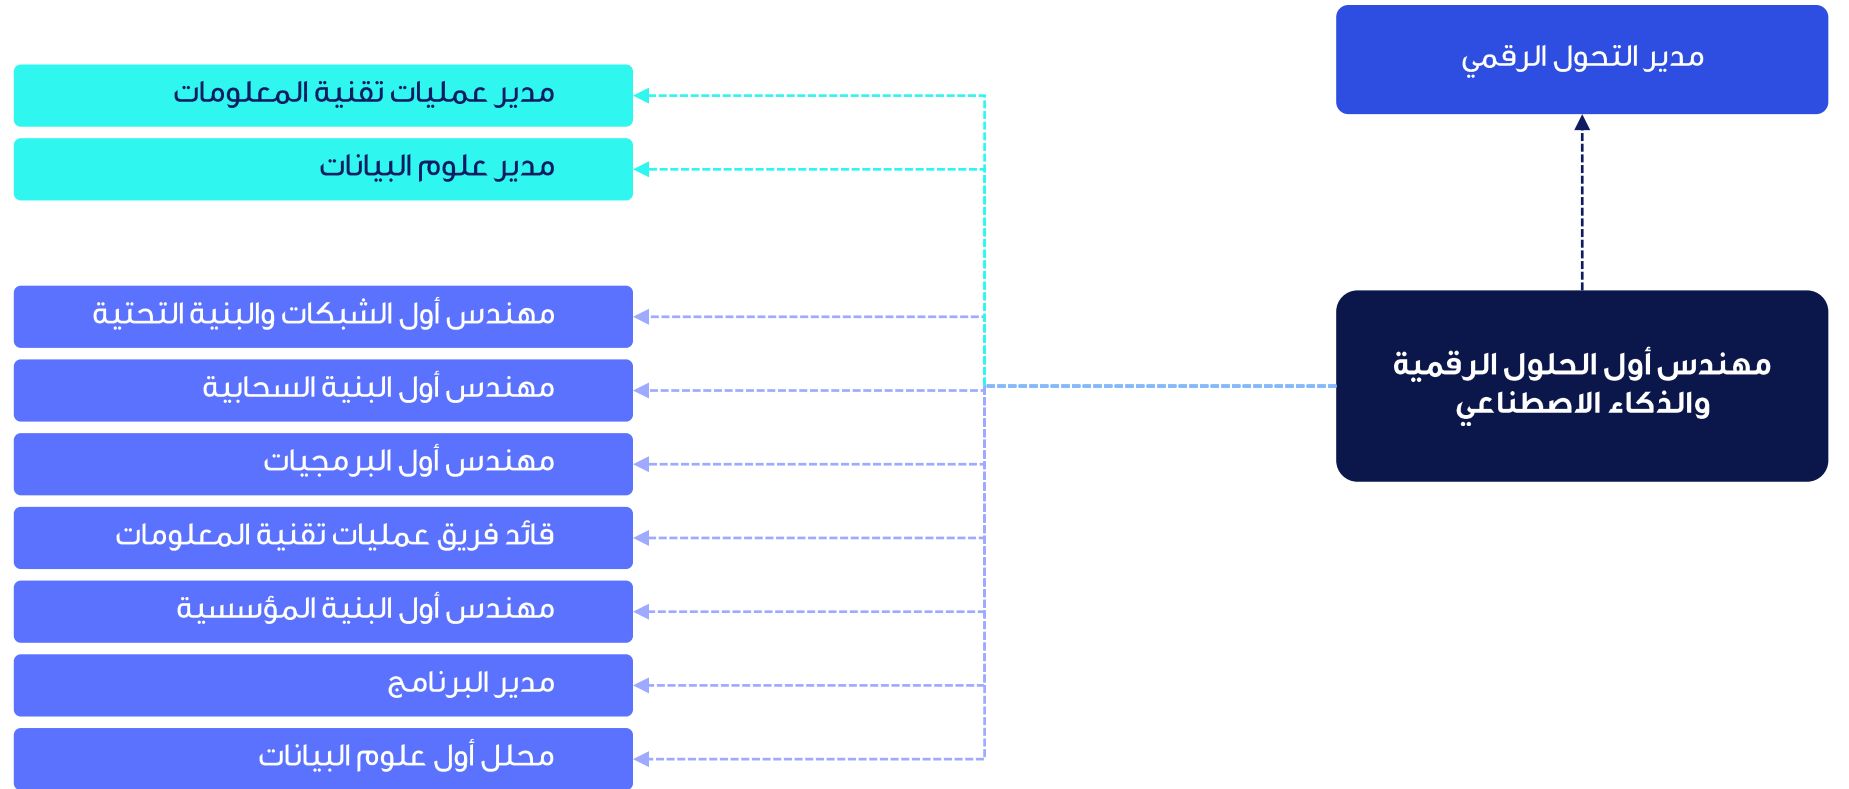 مدير التحول الرقمي
مهندس أول الحلول الرقمية
والذكاء الاصطناعي
مدير عمليات تقنية المعلومات
مدير علوم البيانات
مهندس أول الشبكات والبنية التحتية
مهندس أول البنية السحابية
مهندس أول البرمجيات
قائد فريق عمليات تقنية المعلومات
مهندس أول البنية المؤسسية
مدير البرنامج
محلل أول علوم البيانات